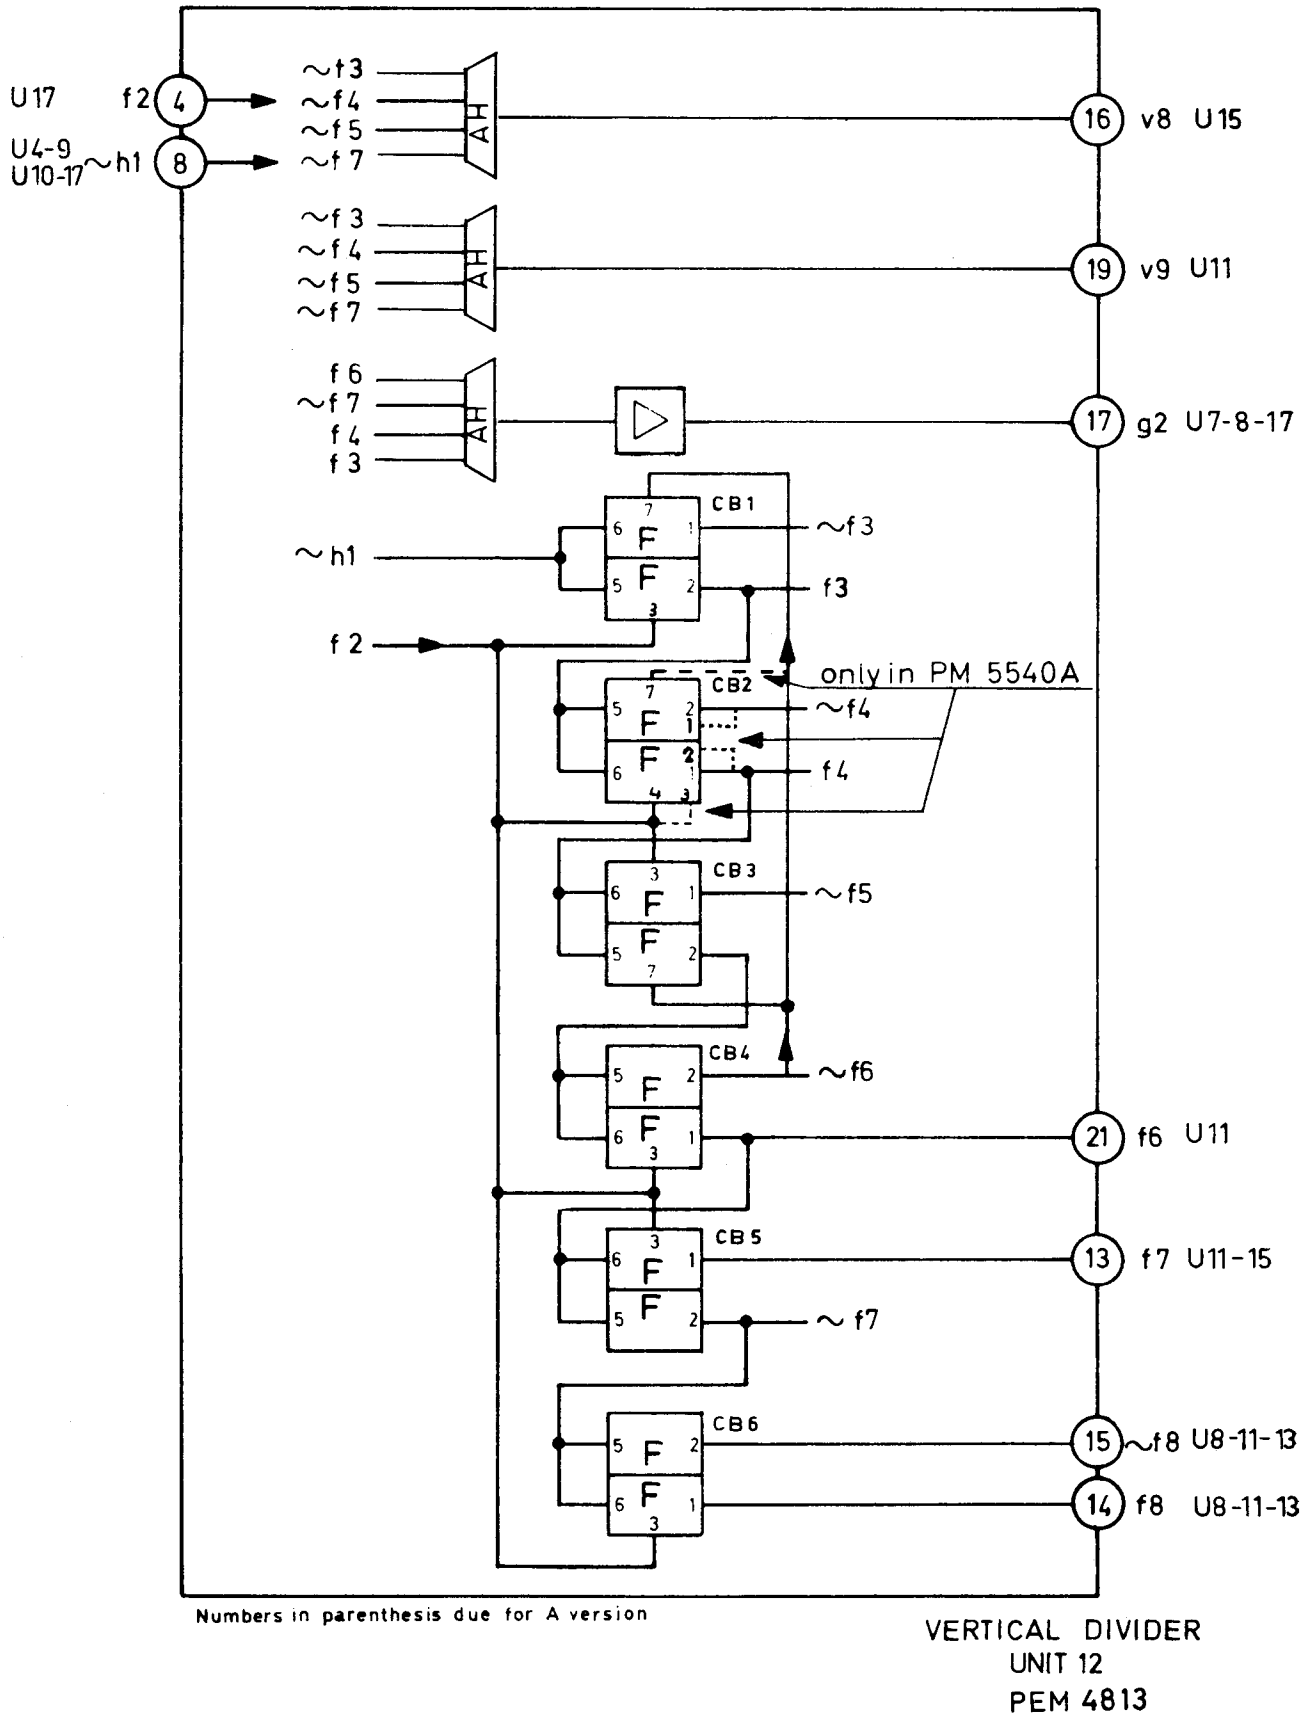 U17 f2 4
U4-9
U10-17 ~h1 8
~f3
~f4
~f5
~f7
AH
16 v8 U15
~f3
~f4
~f5
~f7
AH
19 v9 U11
f6
~f7
f4
f3
AH
17 g2 U7-8-17
CB1
7
6 F 1 ~f3
~h1
5 F 2 f3
3
f2
only in PM 5540A
CB2
7
5 F 2 ~f4
1
2
6 F 1 f4
4 3
CB3
3
6 F 1 ~f5
5 F 2
7
CB4
5 F 2 ~f6
6 F 1 21 f6 U11
3
CB5
3
6 F 1 13 f7 U11-15
5 F 2 ~f7
CB6
5 F 2 15 ~f8 U8-11-13
6 F 1 14 f8 U8-11-13
3
Numbers in parenthesis due for A version
VERTICAL DIVIDER
UNIT 12
PEM 4813